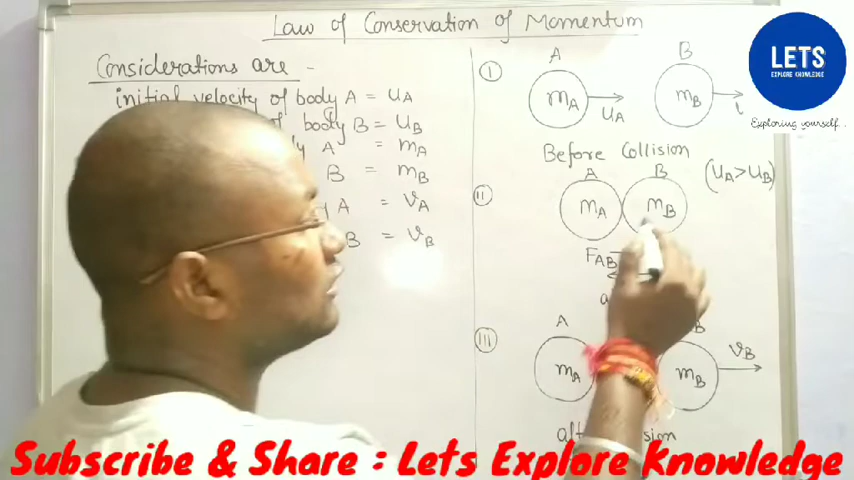 Law of Conservation of Momentum
LETS
EXPLORE KNOWLEDGE
Exploring yourself..
Considerations are -
initial velocity of body A = uA
of body B = uB
A = mA
B = mB
A = vA
B = vB
I
A
B
mA
mB
uA
Before Collision
(uA > uB)
II
A
B
mA
mB
FAB
III
A
B
mA
mB
vB
Subscribe & Share : Lets Explore Knowledge